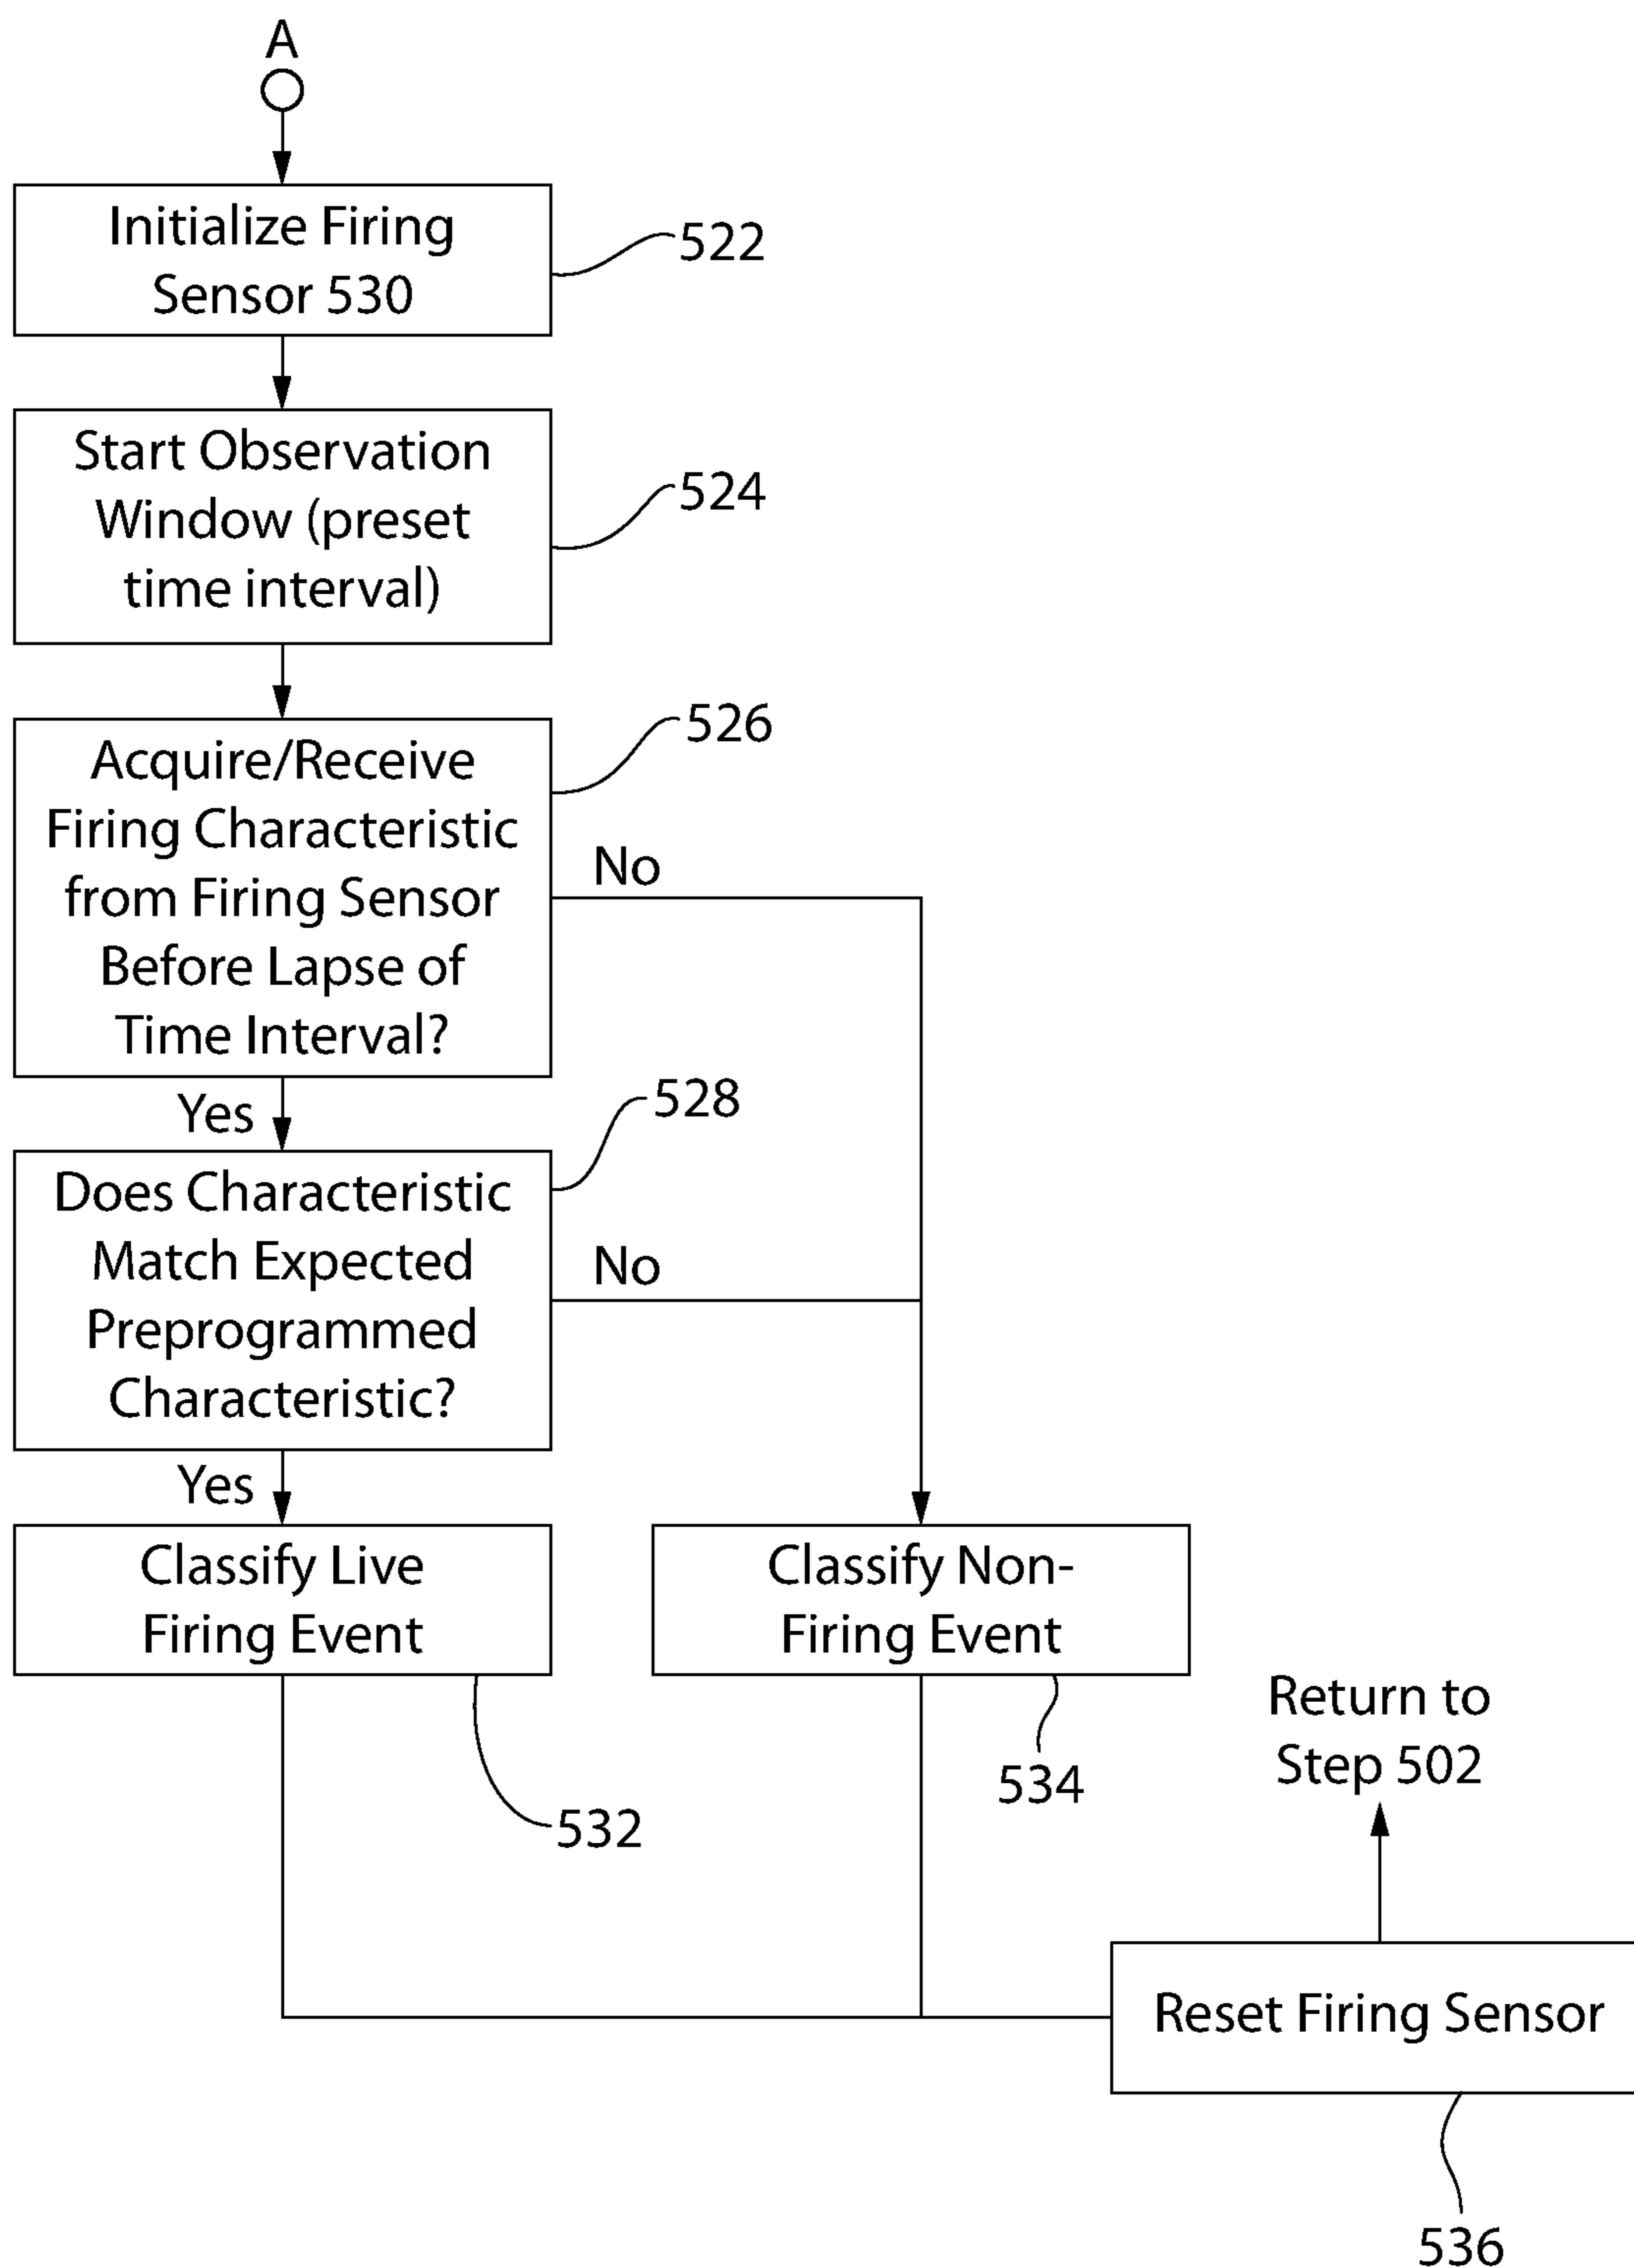 A
Initialize Firing
Sensor 530
522
Start Observation
Window (preset
time interval)
524
Acquire/Receive
Firing Characteristic
from Firing Sensor
Before Lapse of
Time Interval?
526
No
Yes
528
Does Characteristic
Match Expected
Preprogrammed
Characteristic?
No
Yes
Classify Live
Firing Event
532
Classify Non-
Firing Event
534
Return to
Step 502
Reset Firing Sensor
536